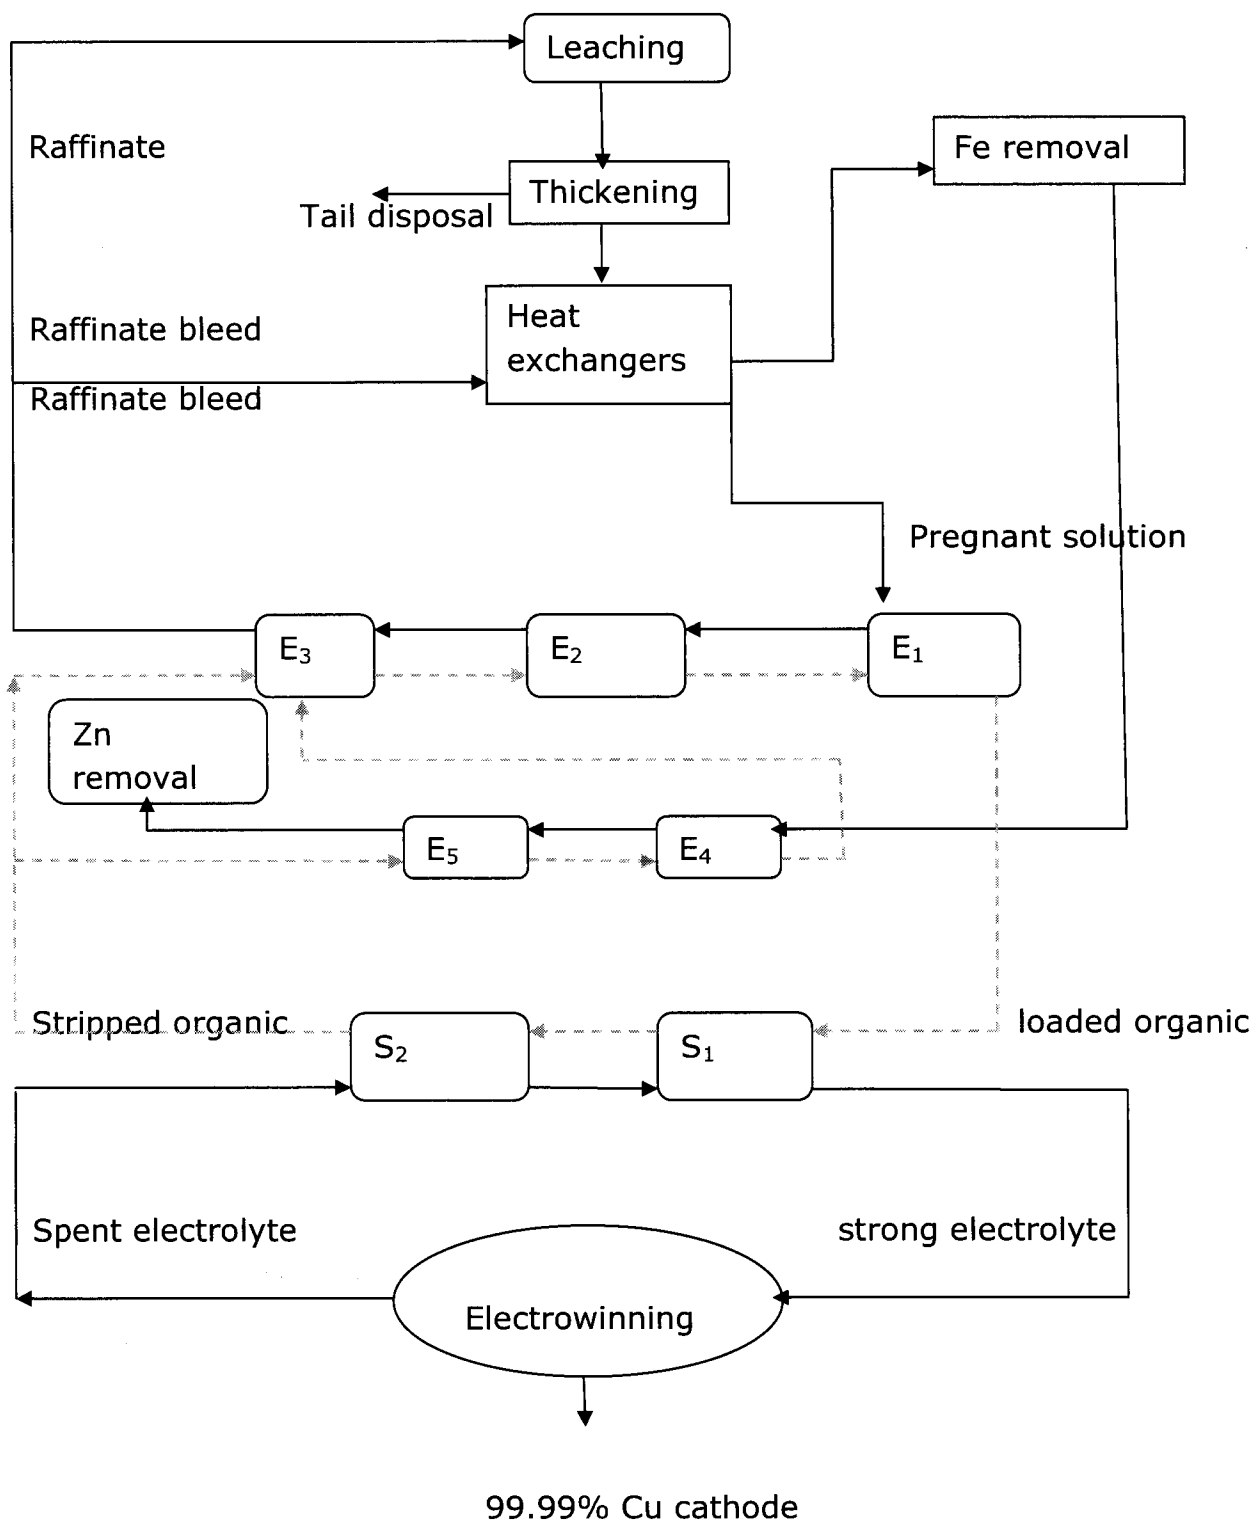 Leaching
Raffinate
Fe removal
Thickening
Tail disposal
Raffinate bleed
Heat
exchangers
Raffinate bleed
Pregnant solution
E₃
E₂
E₁
Zn
removal
E₅
E₄
Stripped organic
S₂
S₁
loaded organic
Spent electrolyte
strong electrolyte
Electrowinning
99.99% Cu cathode